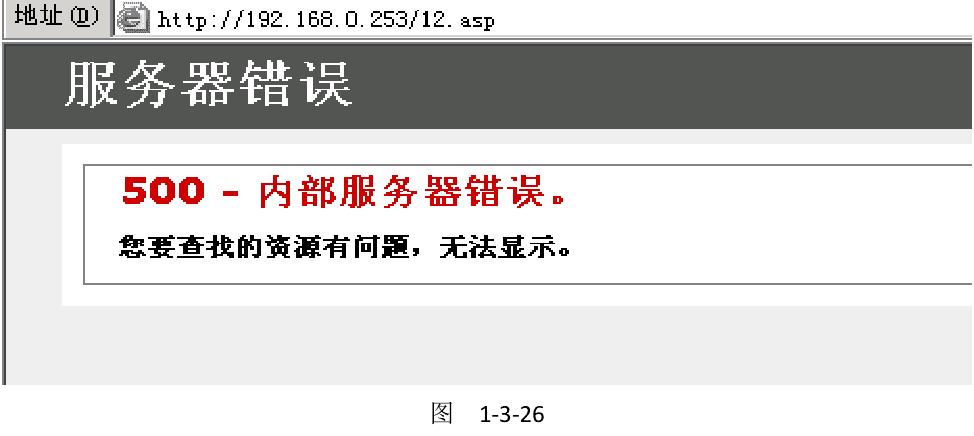 地址(D) http://192.168.0.253/12.asp
服务器错误
500 - 内部服务器错误。
您要查找的资源有问题，无法显示。
图 1-3-26